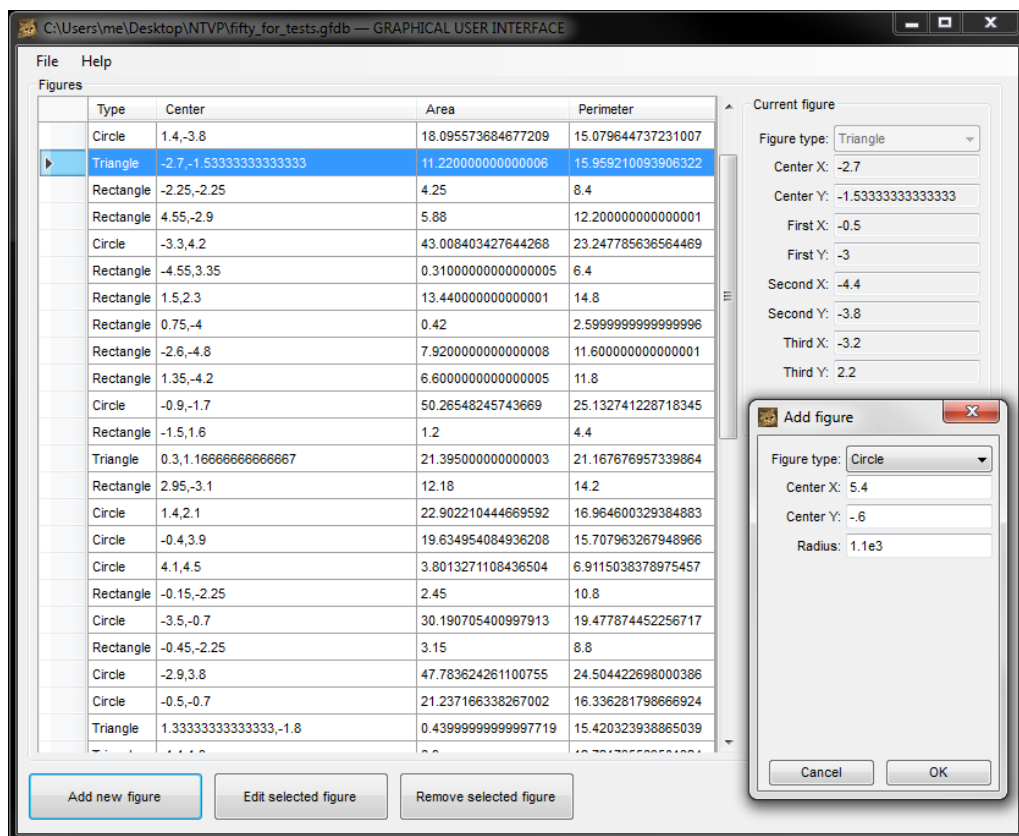 C:\Users\me\Desktop\NTVP\fifty_for_tests.gfdb — GRAPHICAL USER INTERFACE
File Help
Figures
Type Center Area Perimeter
Circle 1.4,-3.8 18.095573684677209 15.079644737231007
Triangle -2.7,-1.53333333333333 11.220000000000006 15.959210093906322
Rectangle -2.25,-2.25 4.25 8.4
Rectangle 4.55,-2.9 5.88 12.200000000000001
Circle -3.3,4.2 43.008403427644268 23.247785636564469
Rectangle -4.55,3.35 0.31000000000000005 6.4
Rectangle 1.5,2.3 13.440000000000001 14.8
Rectangle 0.75,-4 0.42 2.5999999999999996
Rectangle -2.6,-4.8 7.9200000000000008 11.600000000000001
Rectangle 1.35,-4.2 6.6000000000000005 11.8
Circle -0.9,-1.7 50.26548245743669 25.132741228718345
Rectangle -1.5,1.6 1.2 4.4
Triangle 0.3,1.16666666666667 21.395000000000003 21.167676957339864
Rectangle 2.95,-3.1 12.18 14.2
Circle 1.4,2.1 22.902210444669592 16.964600329384883
Circle -0.4,3.9 19.634954084936208 15.707963267948966
Circle 4.1,4.5 3.8013271108436504 6.9115038378975457
Rectangle -0.15,-2.25 2.45 10.8
Circle -3.5,-0.7 30.190705400997913 19.477874452256717
Rectangle -0.45,-2.25 3.15 8.8
Circle -2.9,3.8 47.783624261100755 24.504422698000386
Circle -0.5,-0.7 21.237166338267002 16.336281798666924
Triangle 1.33333333333333,-1.8 0.43999999999997719 15.420323938865039
Current figure
Figure type: Triangle
Center X: -2.7
Center Y: -1.53333333333333
First X: -0.5
First Y: -3
Second X: -4.4
Second Y: -3.8
Third X: -3.2
Third Y: 2.2
Add figure
Figure type: Circle
Center X: 5.4
Center Y: -.6
Radius: 1.1e3
Cancel OK
Add new figure Edit selected figure Remove selected figure